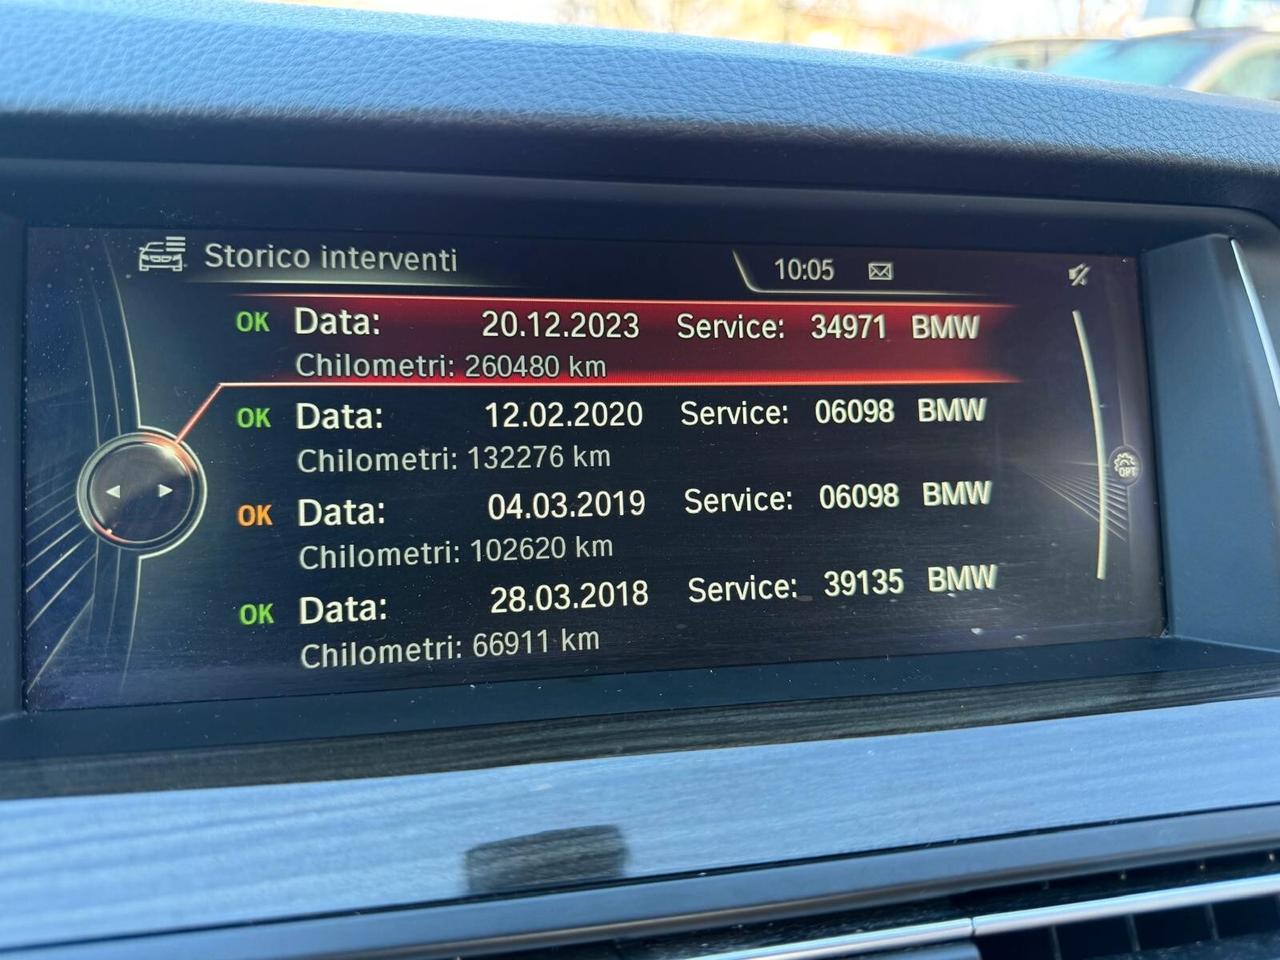 Storico interventi 10:05
OK Data: 20.12.2023 Service: 34971 BMW
Chilometri: 260480 km
OK Data: 12.02.2020 Service: 06098 BMW
Chilometri: 132276 km
OK Data: 04.03.2019 Service: 06098 BMW
Chilometri: 102620 km
OK Data: 28.03.2018 Service: 39135 BMW
Chilometri: 66911 km
OPT